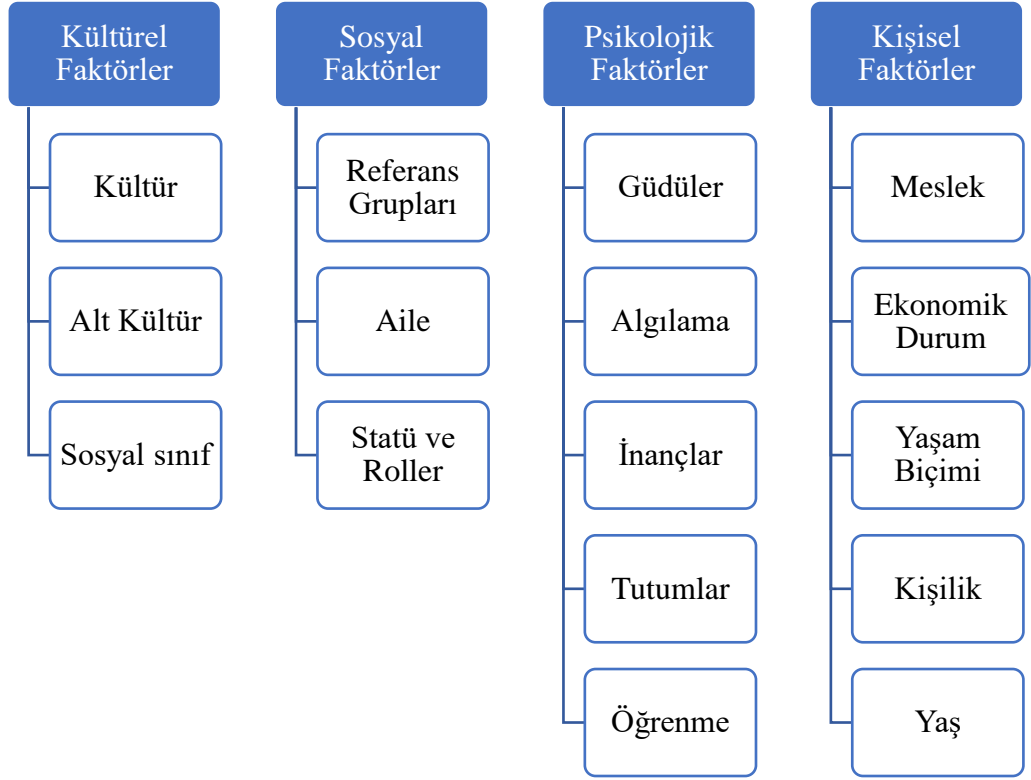 Kültürel
Faktörler
Kültür
Alt Kültür
Sosyal sınıf
Sosyal
Faktörler
Referans
Grupları
Aile
Statü ve
Roller
Psikolojik
Faktörler
Güdüler
Algılama
İnançlar
Tutumlar
Öğrenme
Kişisel
Faktörler
Meslek
Ekonomik
Durum
Yaşam
Biçimi
Kişilik
Yaş